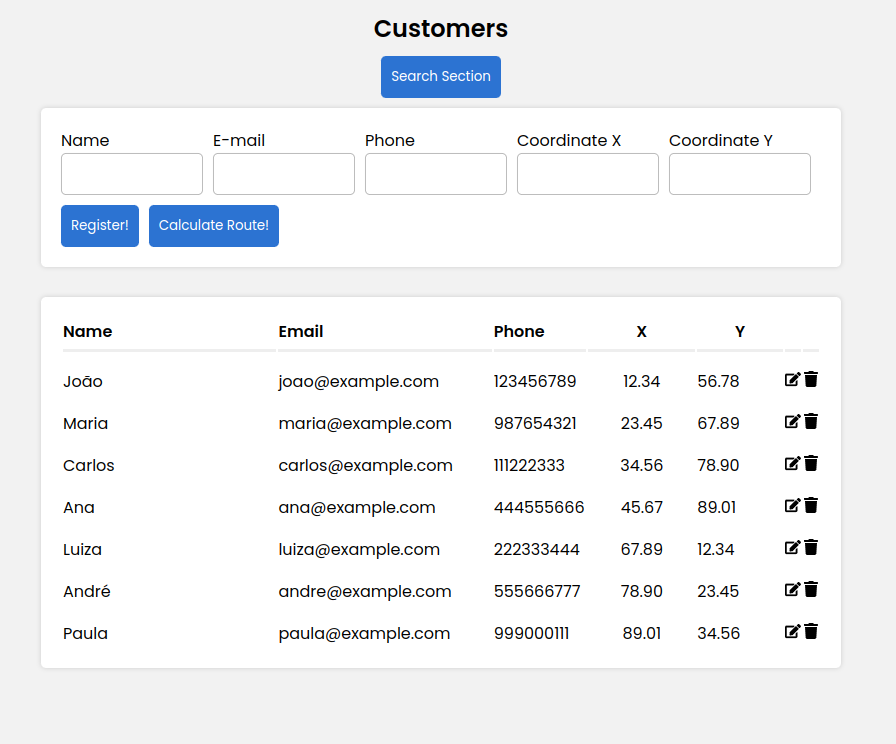 Customers
Search Section
Name E-mail Phone Coordinate X Coordinate Y
Register! Calculate Route!
Name Email Phone X Y
João joao@example.com 123456789 12.34 56.78
Maria maria@example.com 987654321 23.45 67.89
Carlos carlos@example.com 111222333 34.56 78.90
Ana ana@example.com 444555666 45.67 89.01
Luiza luiza@example.com 222333444 67.89 12.34
André andre@example.com 555666777 78.90 23.45
Paula paula@example.com 999000111 89.01 34.56